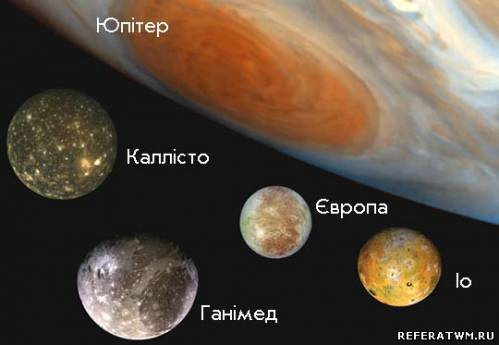 Юпітер
Каллісто
Європа
Іо
Ганімед
REFERATWM.RU